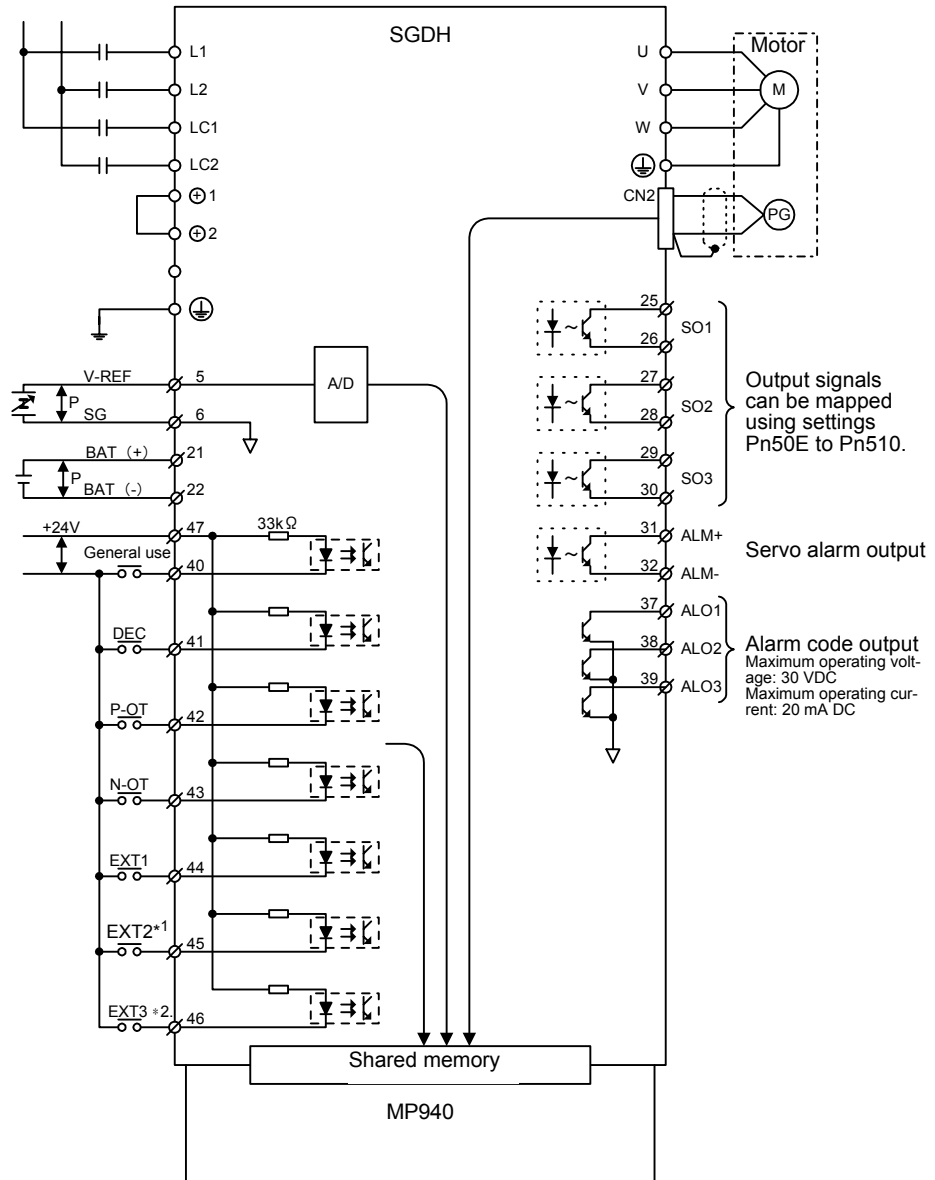 SGDH
L1
L2
LC1
LC2
⊕1
⊕2
U
V
W
Motor
M
CN2
PG
V-REF
5
P
SG
6
A/D
BAT (+)
21
P
BAT (-)
22
+24V
47
33kΩ
General use
40
DEC
41
P-OT
42
N-OT
43
EXT1
44
EXT2*1
45
EXT3 *2.
46
25
SO1
26
27
SO2
28
29
SO3
30
Output signals
can be mapped
using settings
Pn50E to Pn510.
31
ALM+
32
ALM-
Servo alarm output
37
ALO1
38
ALO2
39
ALO3
Alarm code output
Maximum operating volt-
age: 30 VDC
Maximum operating cur-
rent: 20 mA DC
Shared memory
MP940